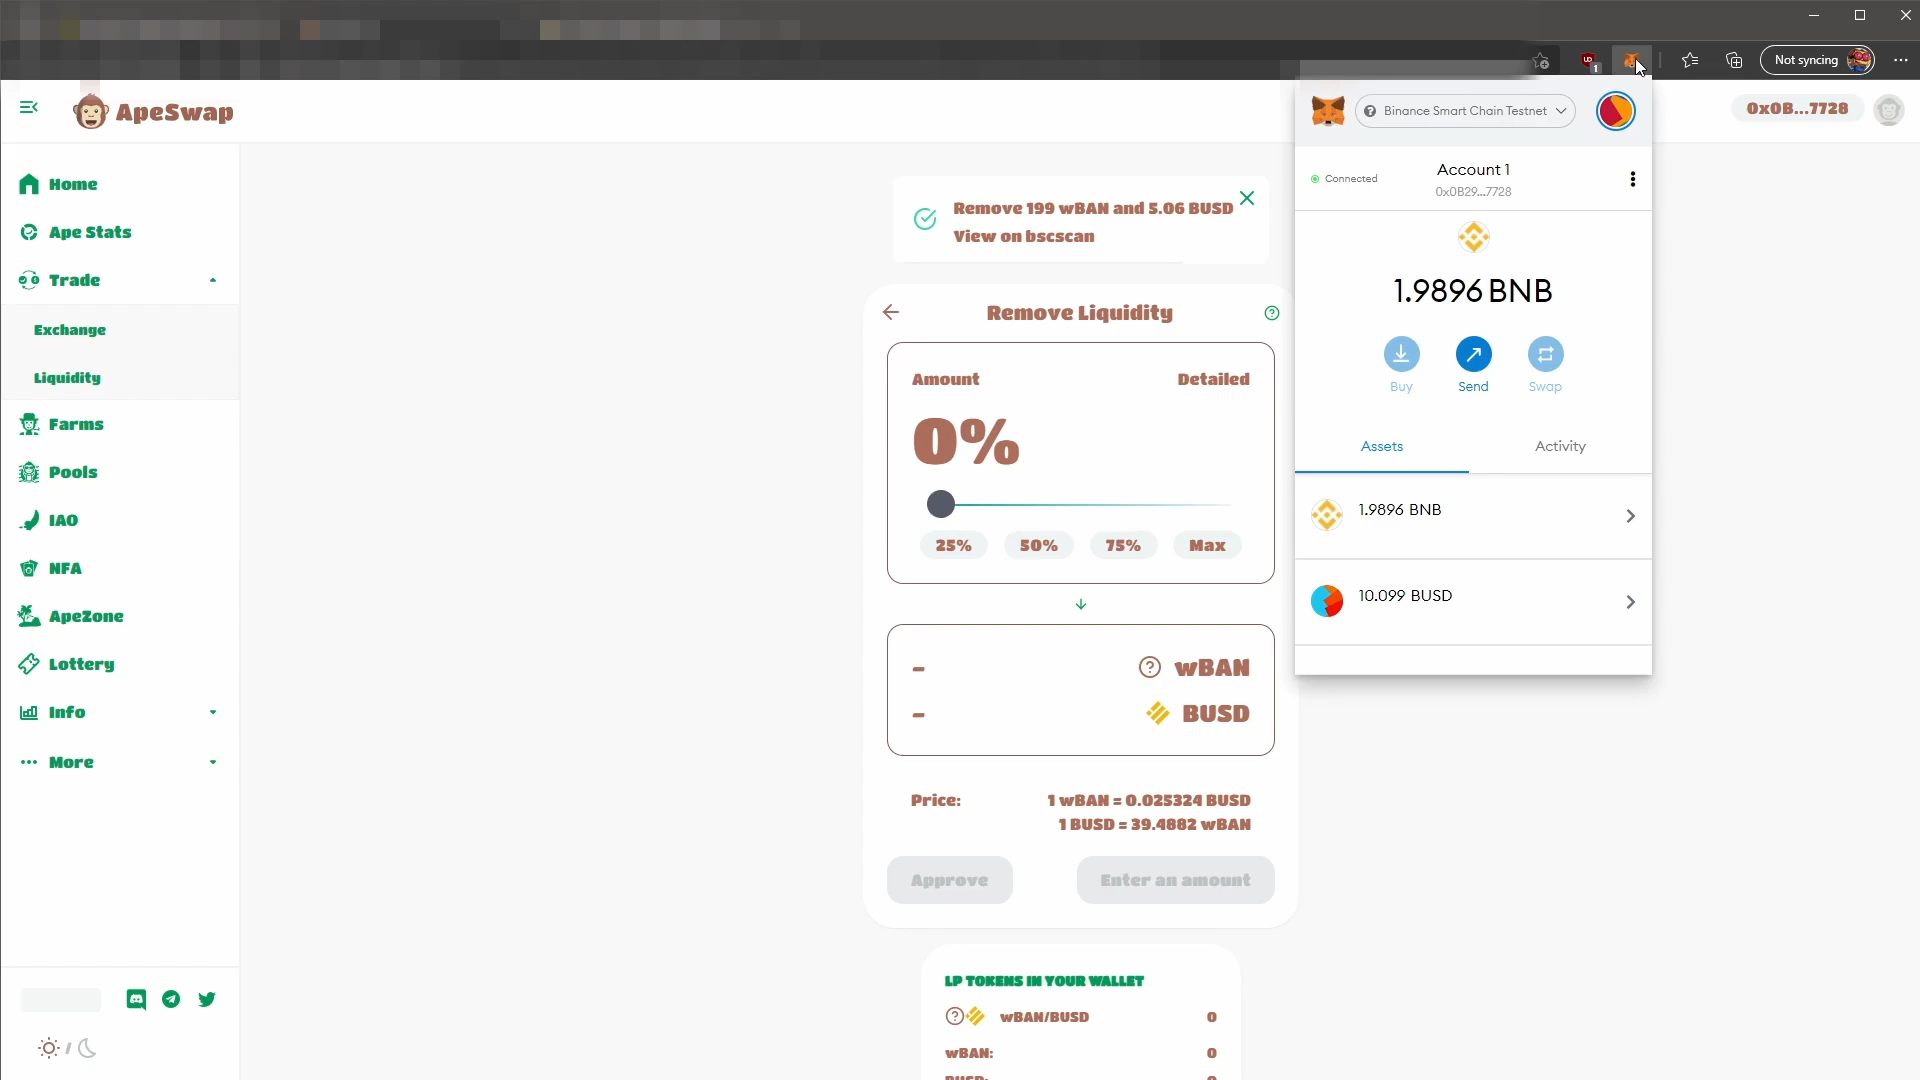 Not syncing
1
ApeSwap
0x0B...7728
Home
Ape Stats
Trade
Exchange
Liquidity
Farms
Pools
IAO
NFA
ApeZone
Lottery
Info
More
Remove 199 wBAN and 5.06 BUSD
View on bscscan
Remove Liquidity
Amount
Detailed
0%
25%
50%
75%
Max
-
wBAN
-
BUSD
Price:
1 wBAN = 0.025324 BUSD
1 BUSD = 39.4882 wBAN
Approve
Enter an amount
LP TOKENS IN YOUR WALLET
wBAN/BUSD
0
wBAN:
0
Binance Smart Chain Testnet
Connected
Account 1
0x0B29...7728
1.9896 BNB
Buy
Send
Swap
Assets
Activity
1.9896 BNB
10.099 BUSD